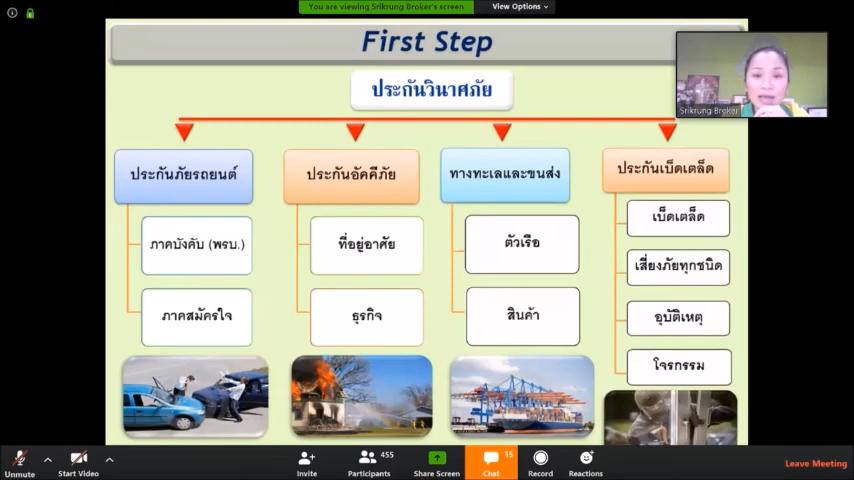 You are viewing Srikrung Broker's screen
View Options
First Step
ประกันวินาศภัย
Srikrung Broker
ประกันภัยรถยนต์
ภาคบังคับ (พรบ.)
ภาคสมัครใจ
ประกันอัคคีภัย
ที่อยู่อาศัย
ธุรกิจ
ทางทะเลและขนส่ง
ตัวเรือ
สินค้า
ประกันเบ็ดเตล็ด
เบ็ดเตล็ด
เสี่ยงภัยทุกชนิด
อุบัติเหตุ
โจรกรรม
Unmute
Start Video
Invite
455
Participants
Share Screen
15
Chat
Record
Reactions
Leave Meeting